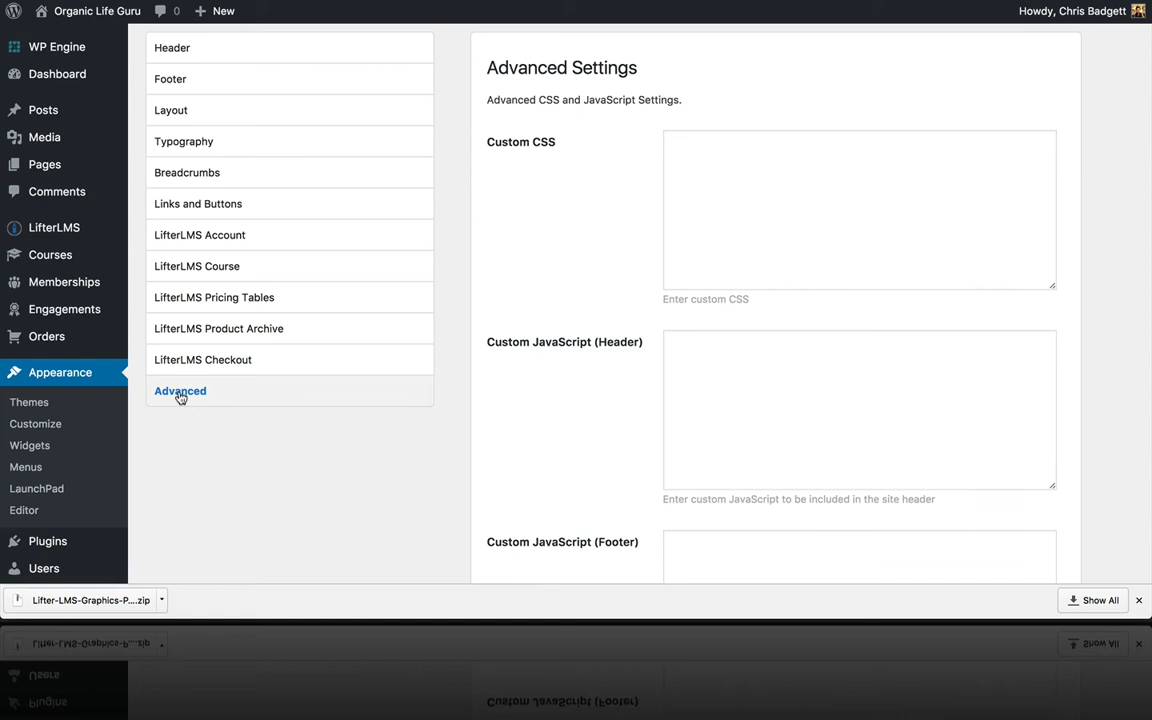 Organic Life Guru 0 New Howdy, Chris Badgett
WP Engine
Dashboard
Posts
Media
Pages
Comments
LifterLMS
Courses
Memberships
Engagements
Orders
Appearance
Themes
Customize
Widgets
Menus
LaunchPad
Editor
Plugins
Users
Header
Footer
Layout
Typography
Breadcrumbs
Links and Buttons
LifterLMS Account
LifterLMS Course
LifterLMS Pricing Tables
LifterLMS Product Archive
LifterLMS Checkout
Advanced
Advanced Settings
Advanced CSS and JavaScript Settings.
Custom CSS
Enter custom CSS
Custom JavaScript (Header)
Enter custom JavaScript to be included in the site header
Custom JavaScript (Footer)
Lifter-LMS-Graphics-P....zip Show All